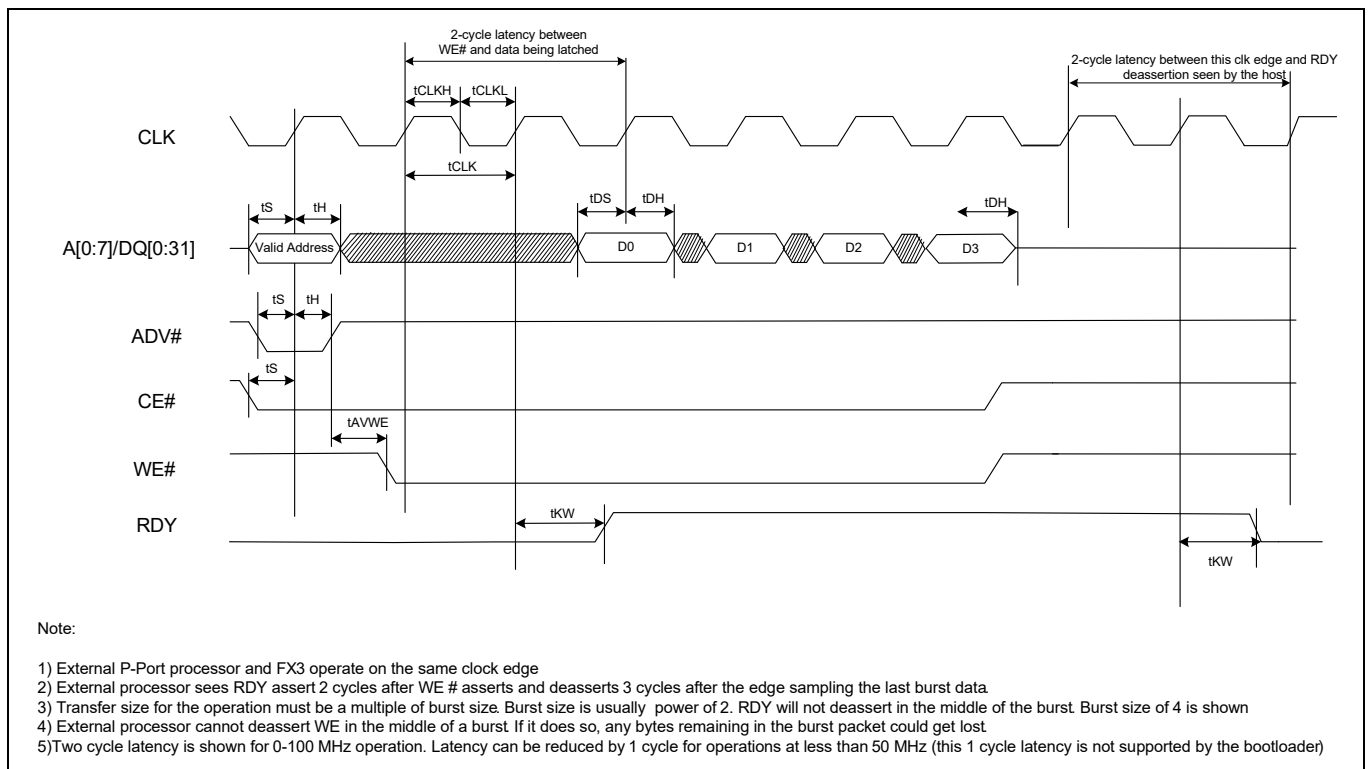 2-cycle latency between
WE# and data being latched
2-cycle latency between this clk edge and RDY
deassertion seen by the host
tCLKH
tCLKL
CLK
tCLK
tS
tH
tDS
tDH
tDH
A[0:7]/DQ[0:31]
Valid Address
D0
D1
D2
D3
tS
tH
ADV#
tS
CE#
tAVWE
WE#
tKW
RDY
tKW
Note:
1) External P-Port processor and FX3 operate on the same clock edge
2) External processor sees RDY assert 2 cycles after WE # asserts and deasserts 3 cycles after the edge sampling the last burst data.
3) Transfer size for the operation must be a multiple of burst size. Burst size is usually power of 2. RDY will not deassert in the middle of the burst. Burst size of 4 is shown
4) External processor cannot deassert WE in the middle of a burst. If it does so, any bytes remaining in the burst packet could get lost.
5)Two cycle latency is shown for 0-100 MHz operation. Latency can be reduced by 1 cycle for operations at less than 50 MHz (this 1 cycle latency is not supported by the bootloader)